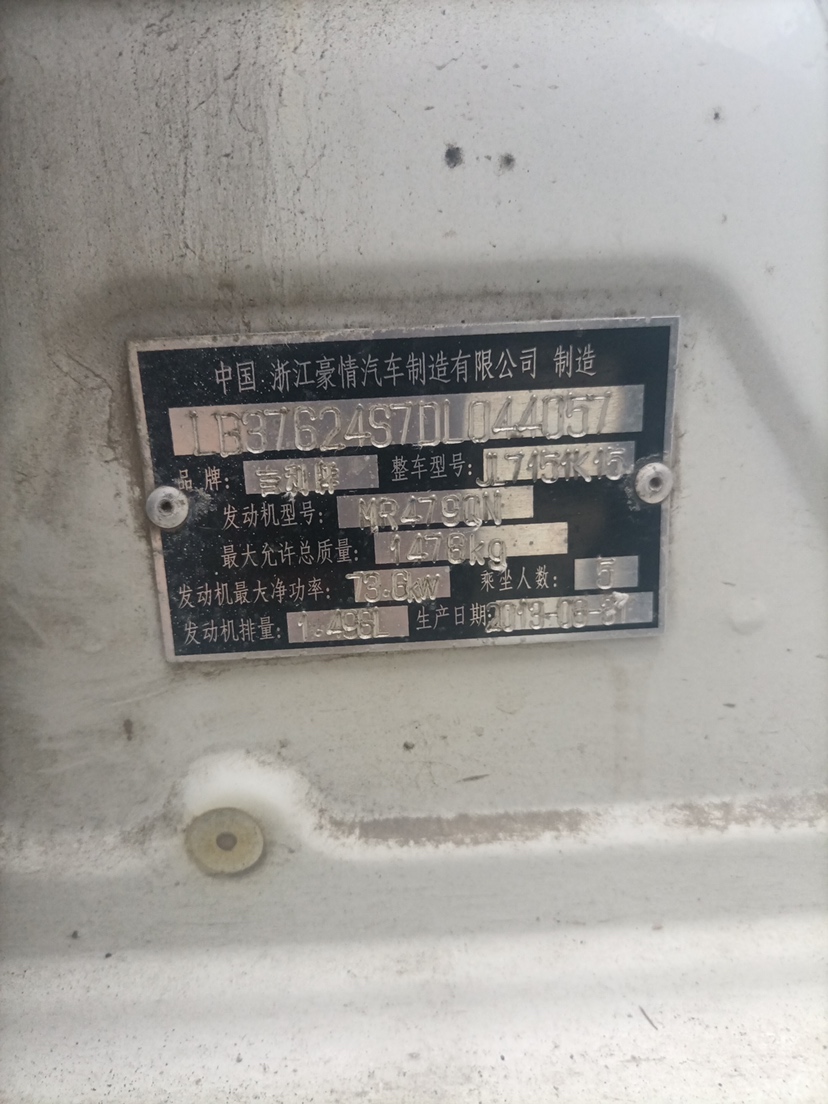 中国 浙江豪情汽车制造有限公司 制造
LB37624S7DL044057
品牌: 吉利牌 整车型号: JL7151K15
发动机型号: MR479QN
最大允许总质量: 1478kg
发动机最大净功率: 73.6kw 乘坐人数: 5
发动机排量: 1.496L 生产日期:2013-08-31